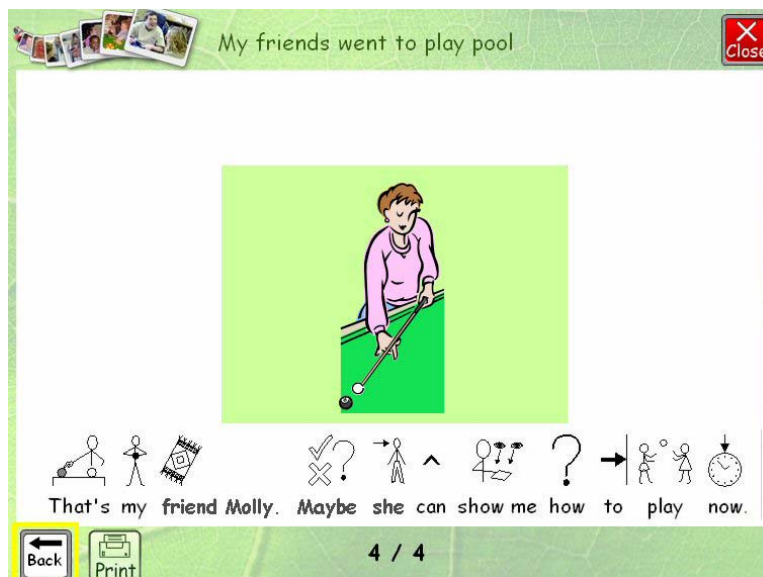 My friends went to play pool
Close
That's my friend Molly. Maybe she can show me how to play now.
Back
Print
4 / 4